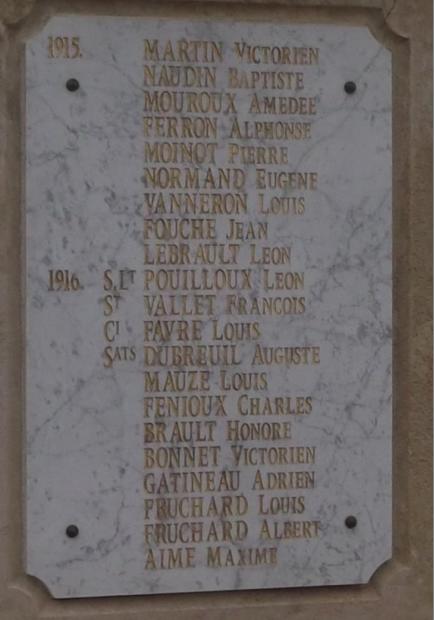 1915. MARTIN VICTORIEN
NAUDIN BAPTISTE
MOUROUX AMEDEE
FERRON ALPHONSE
MOINOT PIERRE
NORMAND EUGENE
VANNERON LOUIS
FOUCHE JEAN
LEBRAULT LEON
1916. S.LT POUILLOUX LEON
ST VALLET FRANCOIS
CL FAVRE LOUIS
SATS DUBREUIL AUGUSTE
MAUZE LOUIS
FENIOUX CHARLES
BRAULT HONORE
BONNET VICTORIEN
GATINEAU ADRIEN
FRUCHARD LOUIS
FRUCHARD ALBERT
AIME MAXIME